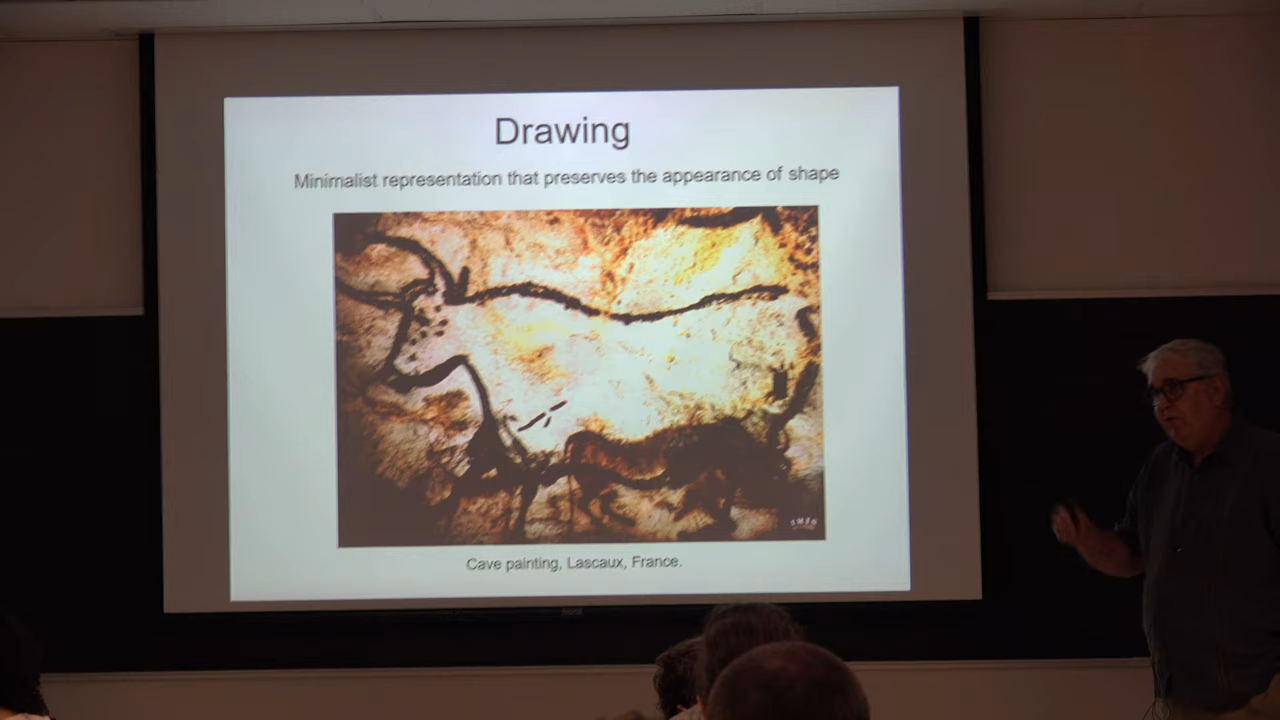 Drawing
Minimalist representation that preserves the appearance of shape
Cave painting, Lascaux, France.